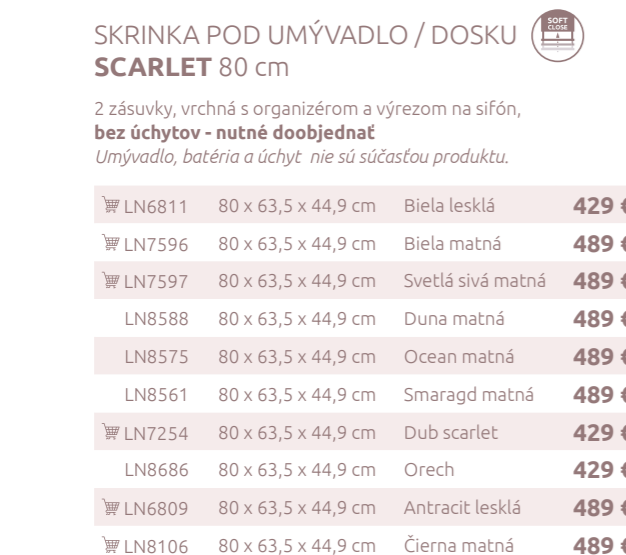 SKRINKA POD UMÝVADLO / DOSKU SOFT CLOSE
SCARLET 80 cm
2 zásuvky, vrchná s organizérom a výrezom na sifón,
bez úchytov - nutné doobjednať
Umývadlo, batéria a úchyt nie sú súčasťou produktu.
LN6811 80 x 63,5 x 44,9 cm Biela lesklá 429 €
LN7596 80 x 63,5 x 44,9 cm Biela matná 489 €
LN7597 80 x 63,5 x 44,9 cm Svetlá sivá matná 489 €
LN8588 80 x 63,5 x 44,9 cm Duna matná 489 €
LN8575 80 x 63,5 x 44,9 cm Ocean matná 489 €
LN8561 80 x 63,5 x 44,9 cm Smaragd matná 489 €
LN7254 80 x 63,5 x 44,9 cm Dub scarlet 429 €
LN8686 80 x 63,5 x 44,9 cm Orech 429 €
LN6809 80 x 63,5 x 44,9 cm Antracit lesklá 489 €
LN8106 80 x 63,5 x 44,9 cm Čierna matná 489 €